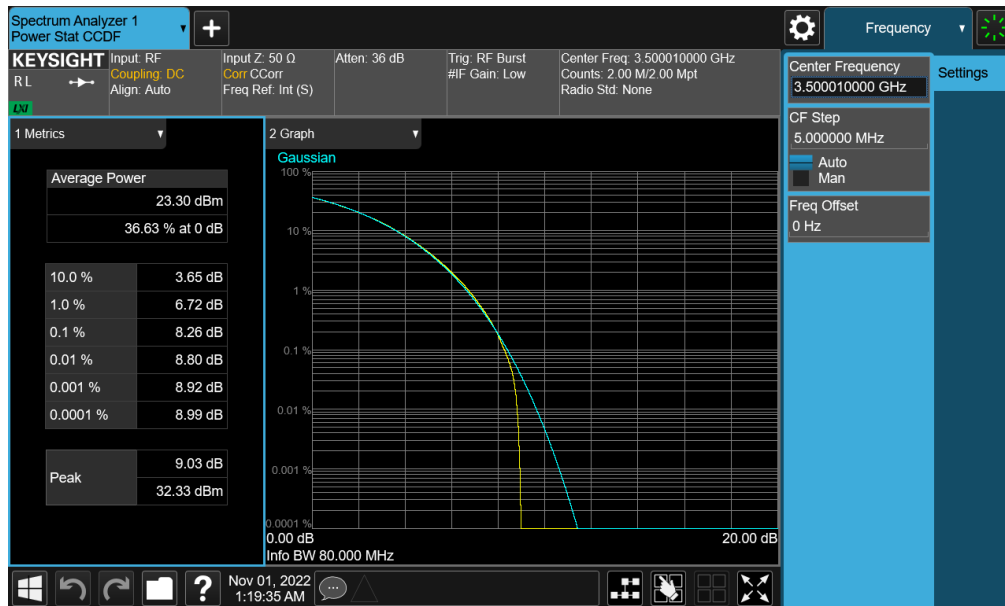 Spectrum Analyzer 1
Power Stat CCDF
+
Frequency
KEYSIGHT
RL
LXI
Input: RF
Coupling: DC
Align: Auto
Input Z: 50 Ω
Corr CCorr
Freq Ref: Int (S)
Atten: 36 dB
Trig: RF Burst
#IF Gain: Low
Center Freq: 3.500010000 GHz
Counts: 2.00 M/2.00 Mpt
Radio Std: None
Center Frequency
3.500010000 GHz
Settings
CF Step
5.000000 MHz
Auto
Man
Freq Offset
0 Hz
1 Metrics
Average Power
23.30 dBm
36.63 % at 0 dB
10.0 % 3.65 dB
1.0 % 6.72 dB
0.1 % 8.26 dB
0.01 % 8.80 dB
0.001 % 8.92 dB
0.0001 % 8.99 dB
Peak
9.03 dB
32.33 dBm
2 Graph
Gaussian
100 %
10 %
1 %
0.1 %
0.01 %
0.001 %
0.0001 %
0.00 dB 20.00 dB
Info BW 80.000 MHz
?
Nov 01, 2022
1:19:35 AM